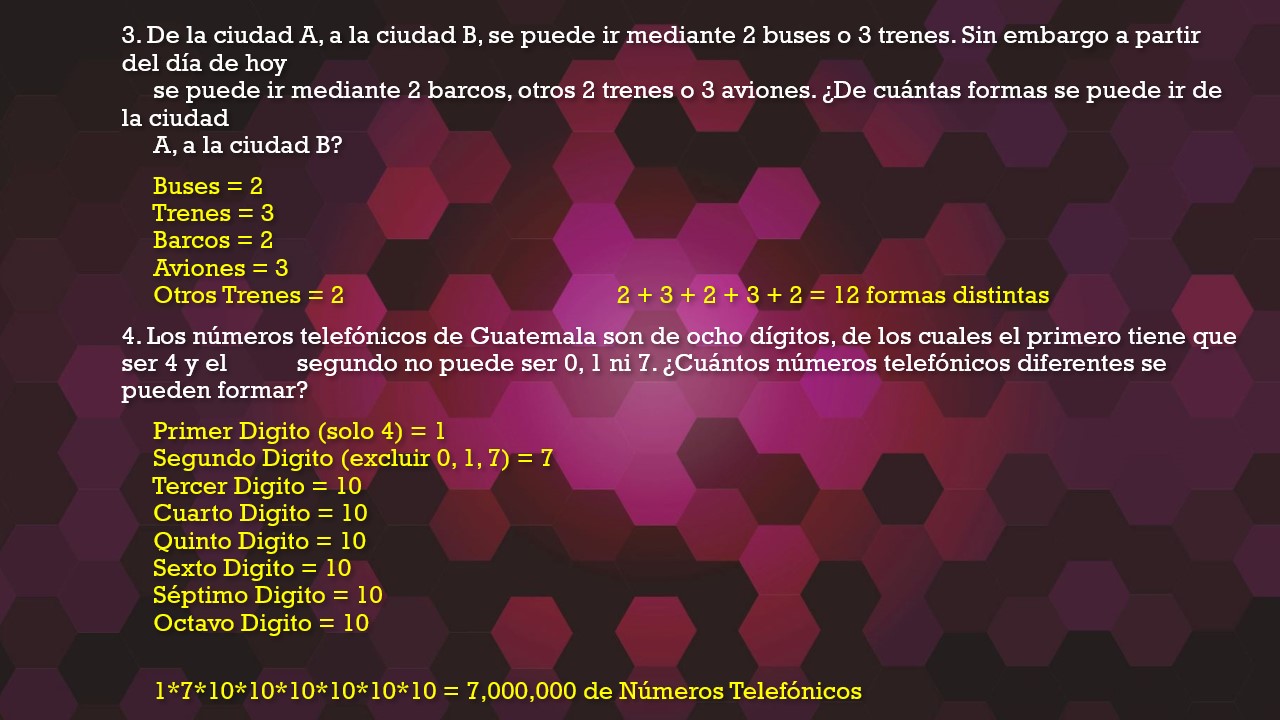 3. De la ciudad A, a la ciudad B, se puede ir mediante 2 buses o 3 trenes. Sin embargo a partir
del día de hoy
se puede ir mediante 2 barcos, otros 2 trenes o 3 aviones. ¿De cuántas formas se puede ir de
la ciudad
A, a la ciudad B?
Buses = 2
Trenes = 3
Barcos = 2
Aviones = 3
Otros Trenes = 2 2 + 3 + 2 + 3 + 2 = 12 formas distintas
4. Los números telefónicos de Guatemala son de ocho dígitos, de los cuales el primero tiene que
ser 4 y el segundo no puede ser 0, 1 ni 7. ¿Cuántos números telefónicos diferentes se
pueden formar?
Primer Digito (solo 4) = 1
Segundo Digito (excluir 0, 1, 7) = 7
Tercer Digito = 10
Cuarto Digito = 10
Quinto Digito = 10
Sexto Digito = 10
Séptimo Digito = 10
Octavo Digito = 10
1*7*10*10*10*10*10*10 = 7,000,000 de Números Telefónicos